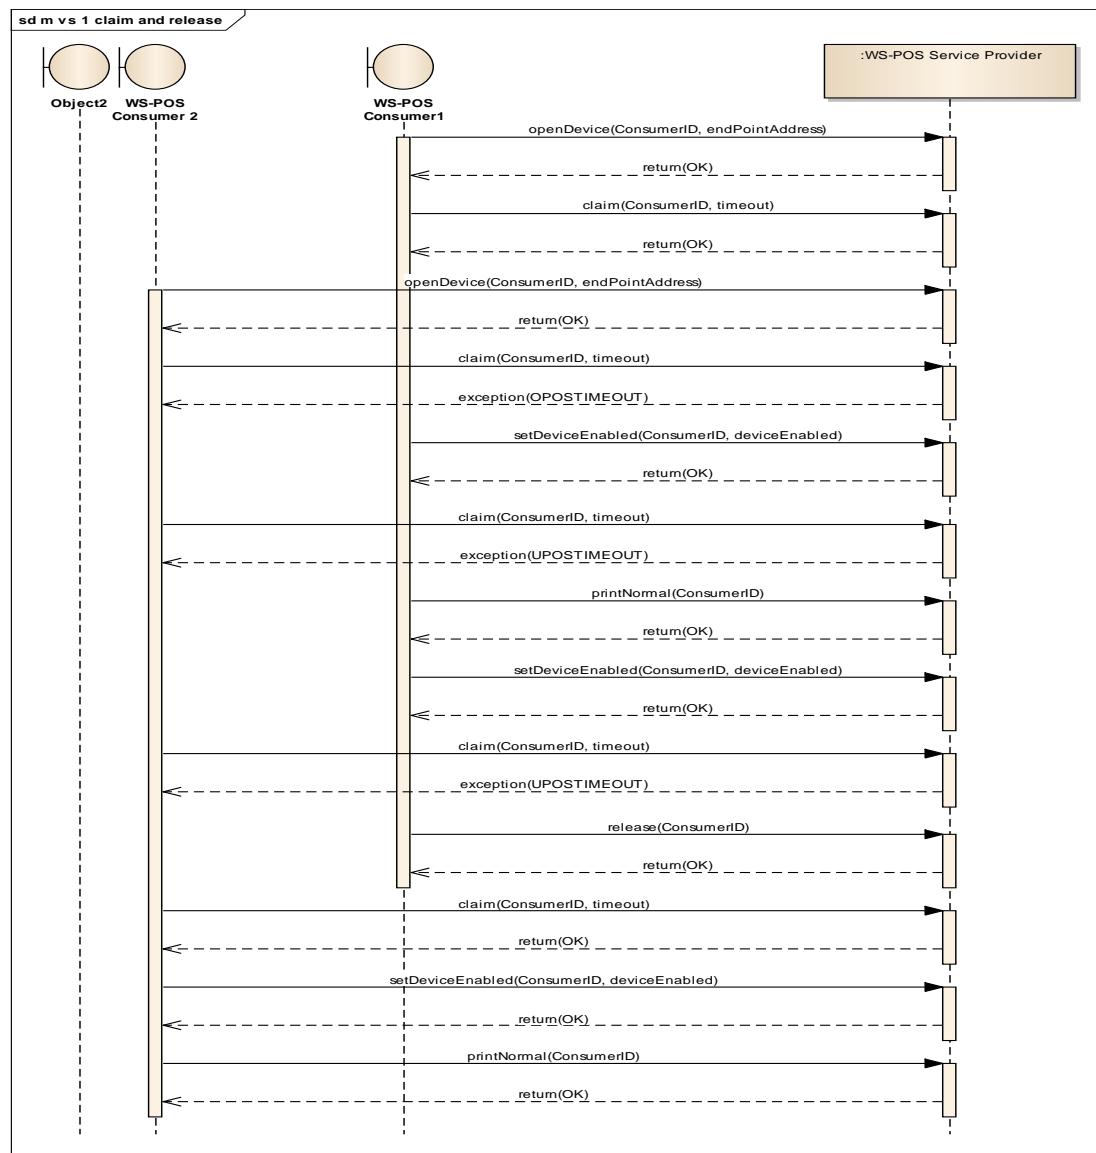 sd m v s 1 claim and release
:WS-POS Service Provider
Object2
WS-POS
Consumer 2
WS-POS
Consumer1
openDevice(ConsumerID, endPointAddress)
return(OK)
claim(ConsumerID, timeout)
return(OK)
openDevice(ConsumerID, endPointAddress)
return(OK)
claim(ConsumerID, timeout)
exception(OPOSTIMEOUT)
setDeviceEnabled(ConsumerID, deviceEnabled)
return(OK)
claim(ConsumerID, timeout)
exception(UPOSTIMEOUT)
printNormal(ConsumerID)
return(OK)
setDeviceEnabled(ConsumerID, deviceEnabled)
return(OK)
claim(ConsumerID, timeout)
exception(UPOSTIMEOUT)
release(ConsumerID)
return(OK)
claim(ConsumerID, timeout)
return(OK)
setDeviceEnabled(ConsumerID, deviceEnabled)
return(OK)
printNormal(ConsumerID)
return(OK)